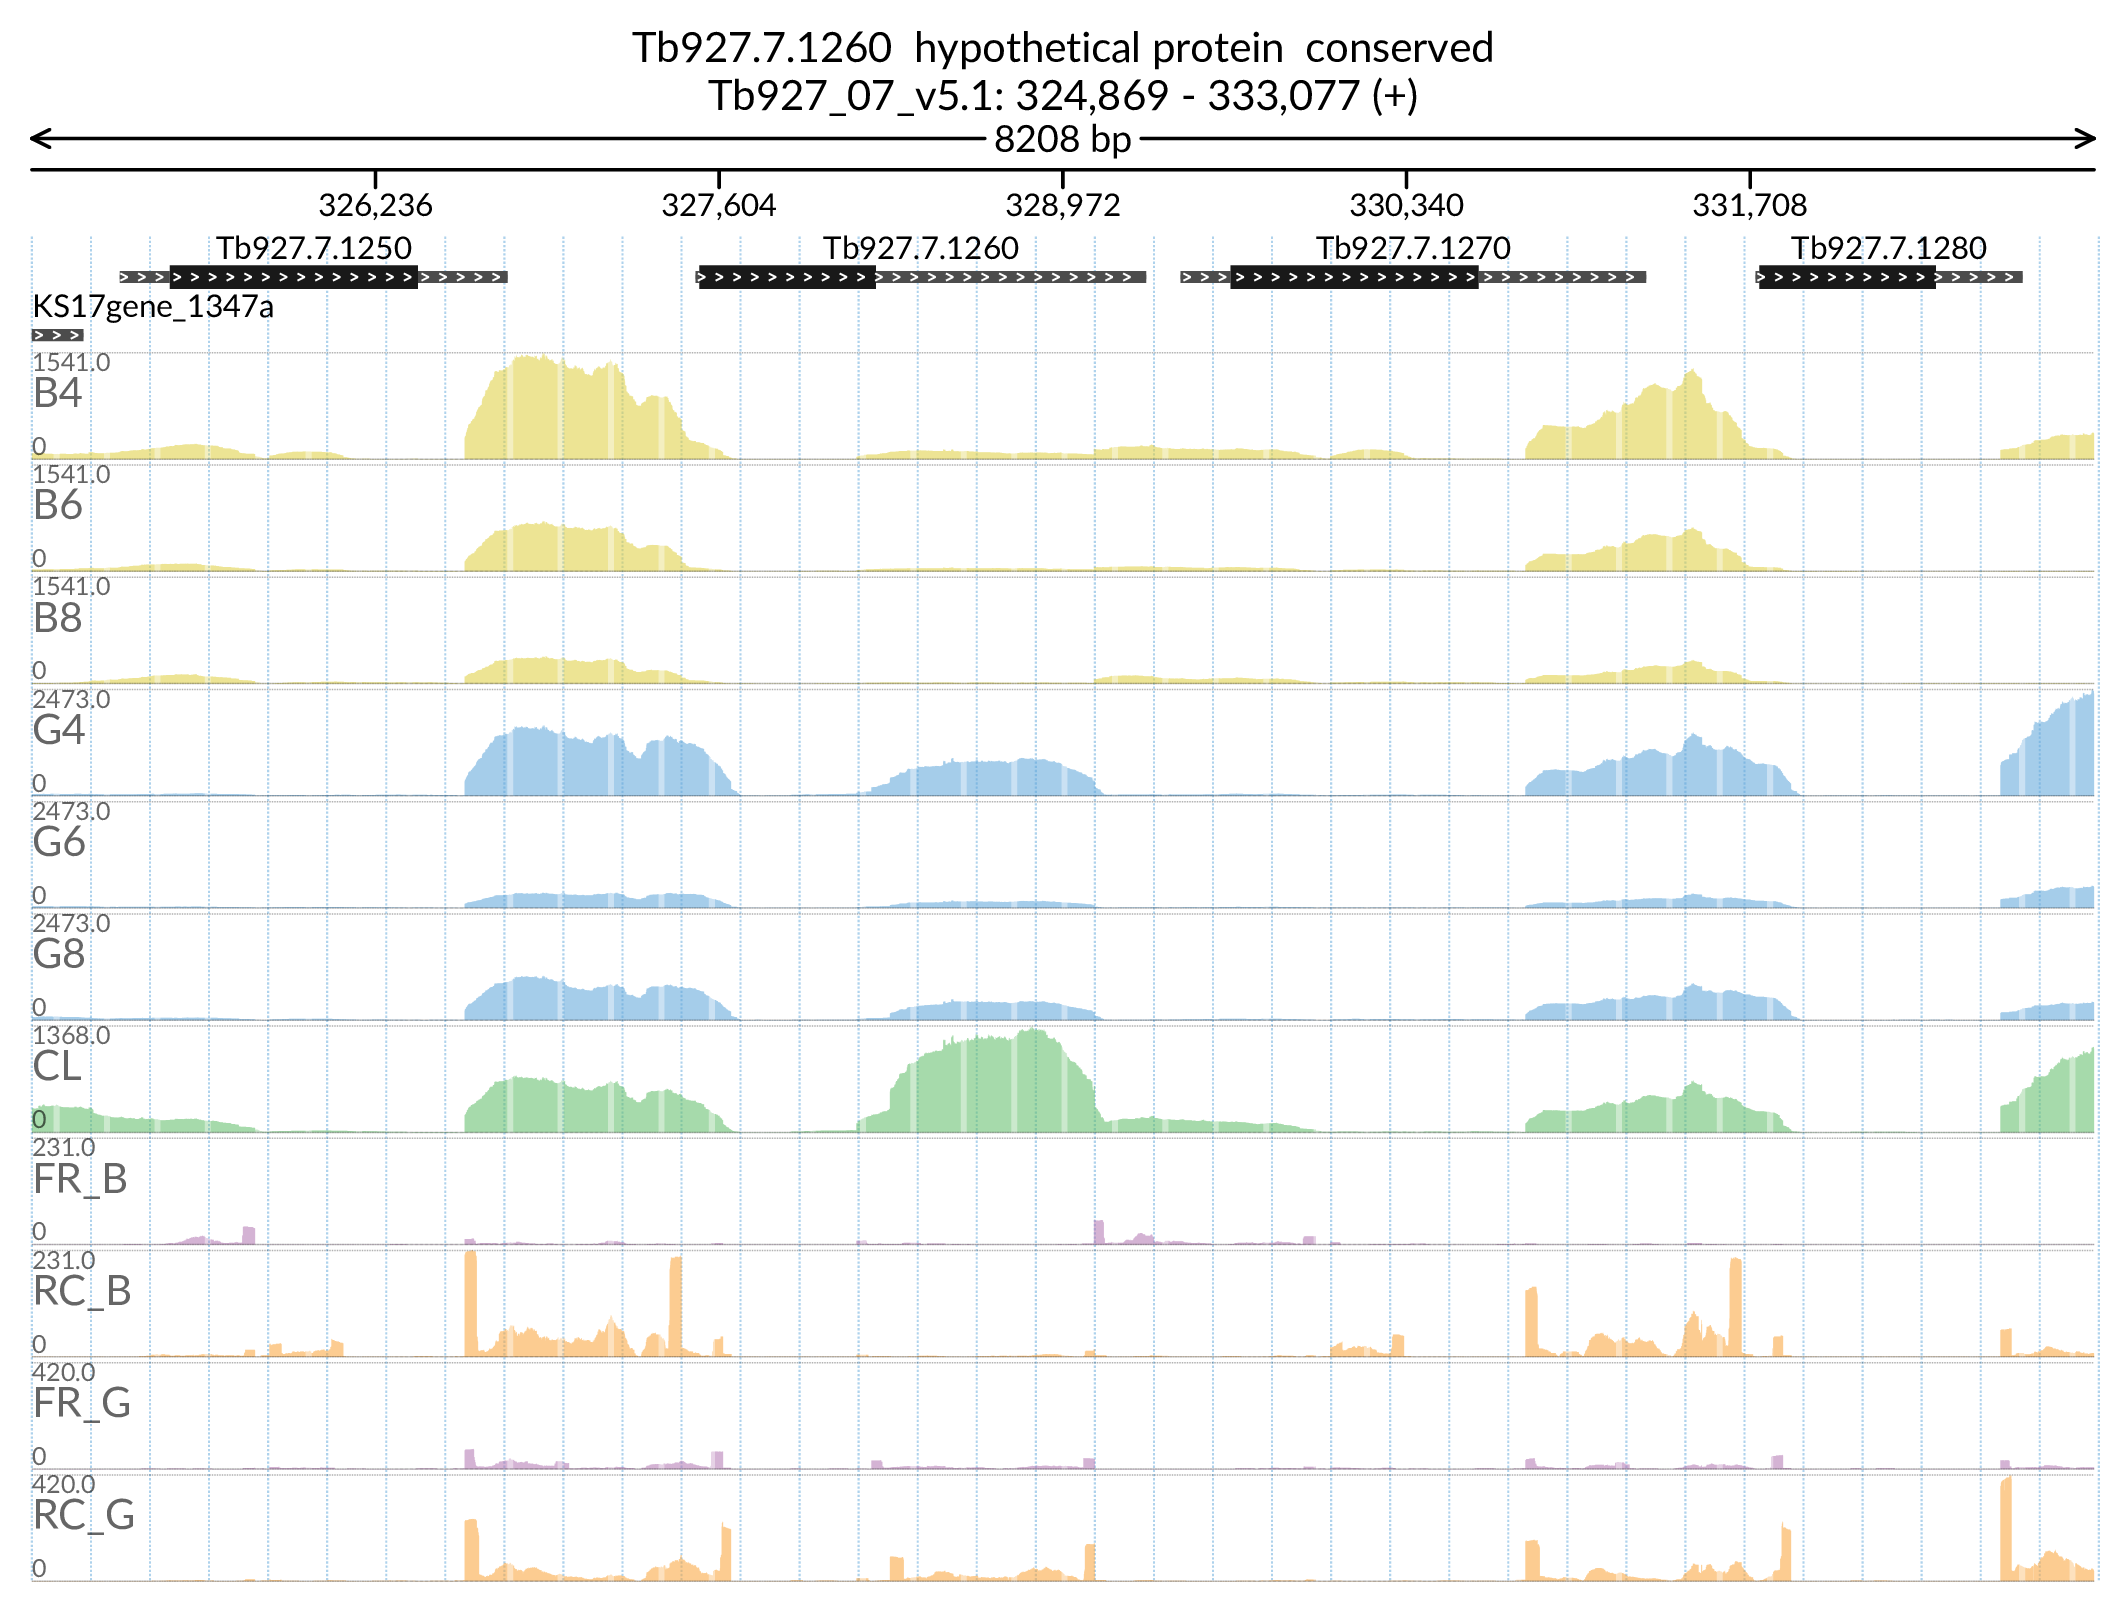 Tb927.7.1260  hypothetical protein  conserved
Tb927_07_v5.1: 324,869 - 333,077 (+)
8208 bp
326,236 327,604 328,972 330,340 331,708
Tb927.7.1250 Tb927.7.1260 Tb927.7.1270 Tb927.7.1280
KS17gene_1347a
1541.0
B4
0
1541.0
B6
0
1541.0
B8
0
2473.0
G4
0
2473.0
G6
0
2473.0
G8
0
1368.0
CL
0
231.0
FR_B
0
231.0
RC_B
0
420.0
FR_G
0
420.0
RC_G
0